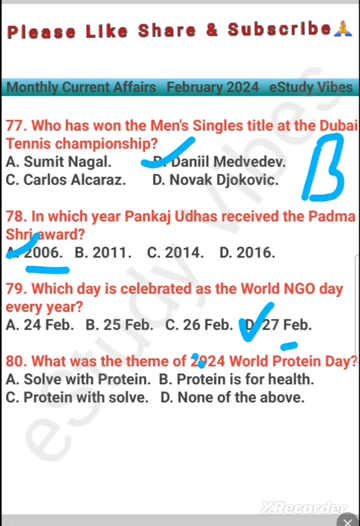 Please Like Share & Subscribe🙏
Monthly Current Affairs February 2024 eStudy Vibes
77. Who has won the Men's Singles title at the Dubai
Tennis championship?
A. Sumit Nagal. B. Daniil Medvedev.
C. Carlos Alcaraz. D. Novak Djokovic.
B
78. In which year Pankaj Udhas received the Padma
Shri award?
A. 2006. B. 2011. C. 2014. D. 2016.
79. Which day is celebrated as the World NGO day
every year?
A. 24 Feb. B. 25 Feb. C. 26 Feb. D. 27 Feb.
80. What was the theme of 2024 World Protein Day?
A. Solve with Protein. B. Protein is for health.
C. Protein with solve. D. None of the above.
eStudy Vibes
XRecorder